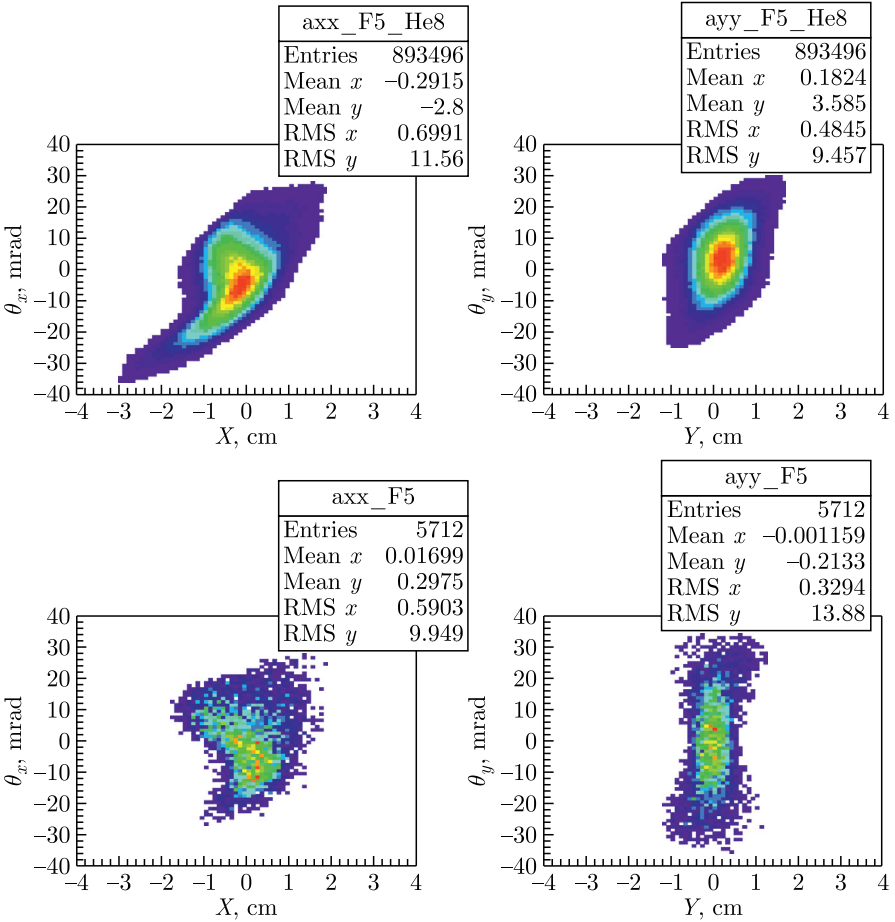 axx_F5_He8
Entries 893496
Mean x –0.2915
Mean y –2.8
RMS x 0.6991
RMS y 11.56
40
30
20
10
0
–10
–20
–30
–40
θx, mrad
–4 –3 –2 –1 0 1 2 3 4
X, cm
ayy_F5_He8
Entries 893496
Mean x 0.1824
Mean y 3.585
RMS x 0.4845
RMS y 9.457
40
30
20
10
0
–10
–20
–30
–40
θy, mrad
–4 –3 –2 –1 0 1 2 3 4
Y, cm
axx_F5
Entries 5712
Mean x 0.01699
Mean y 0.2975
RMS x 0.5903
RMS y 9.949
40
30
20
10
0
–10
–20
–30
–40
θx, mrad
–4 –3 –2 –1 0 1 2 3 4
X, cm
ayy_F5
Entries 5712
Mean x –0.001159
Mean y –0.2133
RMS x 0.3294
RMS y 13.88
40
30
20
10
0
–10
–20
–30
–40
θy, mrad
–4 –3 –2 –1 0 1 2 3 4
Y, cm